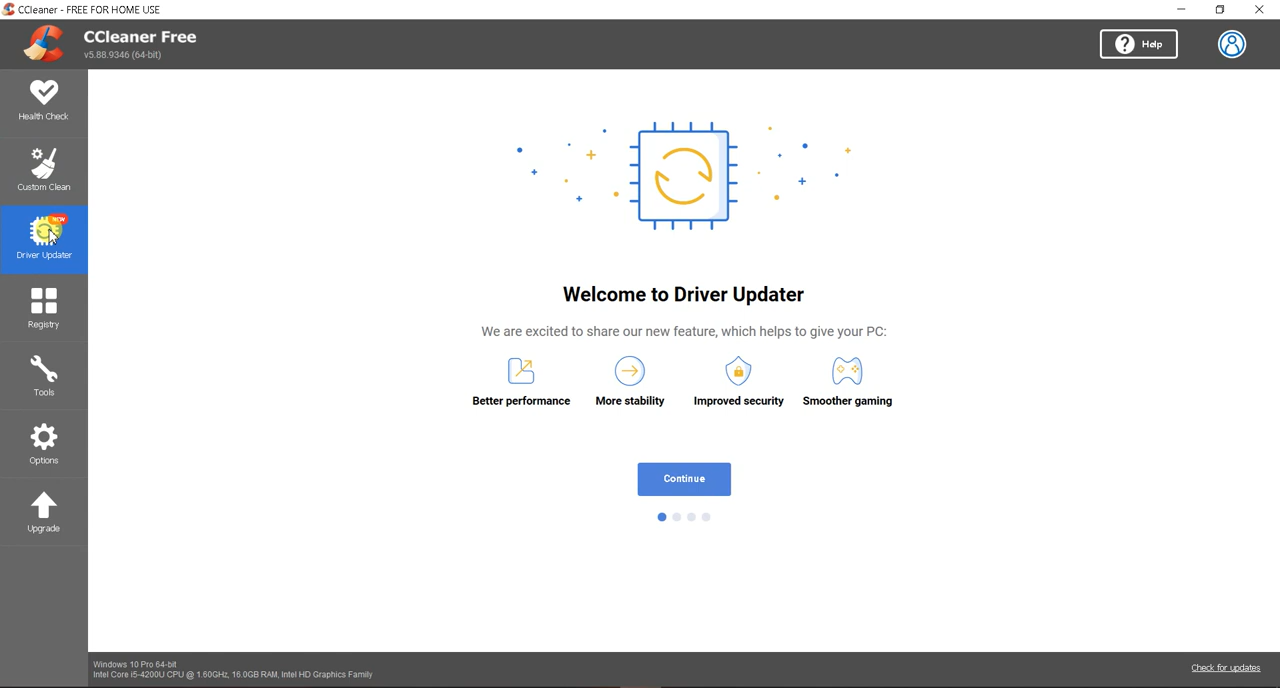 CCleaner - FREE FOR HOME USE
CCleaner Free
v5.88.9346 (64-bit)
Help
Health Check
Custom Clean
NEW
Driver Updater
Registry
Tools
Options
Upgrade
Welcome to Driver Updater
We are excited to share our new feature, which helps to give your PC:
Better performance
More stability
Improved security
Smoother gaming
Continue
Windows 10 Pro 64-bit
Intel Core i5-4200U CPU @ 1.60GHz, 16.0GB RAM, Intel HD Graphics Family
Check for updates